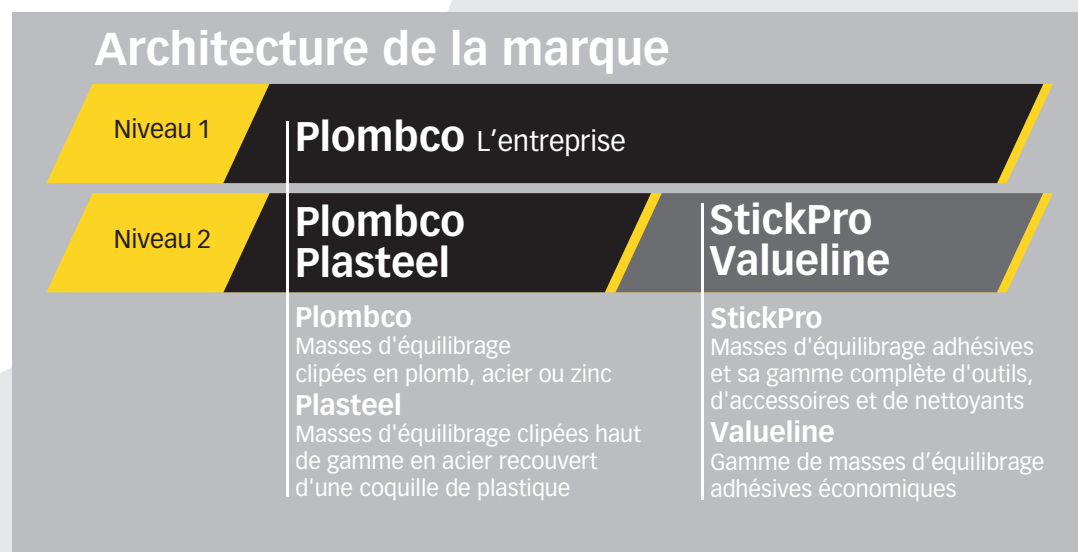 Architecture de la marque
Niveau 1
Plombco L’entreprise
Niveau 2
Plombco
Plasteel
StickPro
Valueline
Plombco
Masses d'équilibrage
clipées en plomb, acier ou zinc
Plasteel
Masses d'équilibrage clipées haut
de gamme en acier recouvert
d'une coquille de plastique
StickPro
Masses d'équilibrage adhésives
et sa gamme complète d'outils,
d'accessoires et de nettoyants
Valueline
Gamme de masses d’équilibrage
adhésives économiques